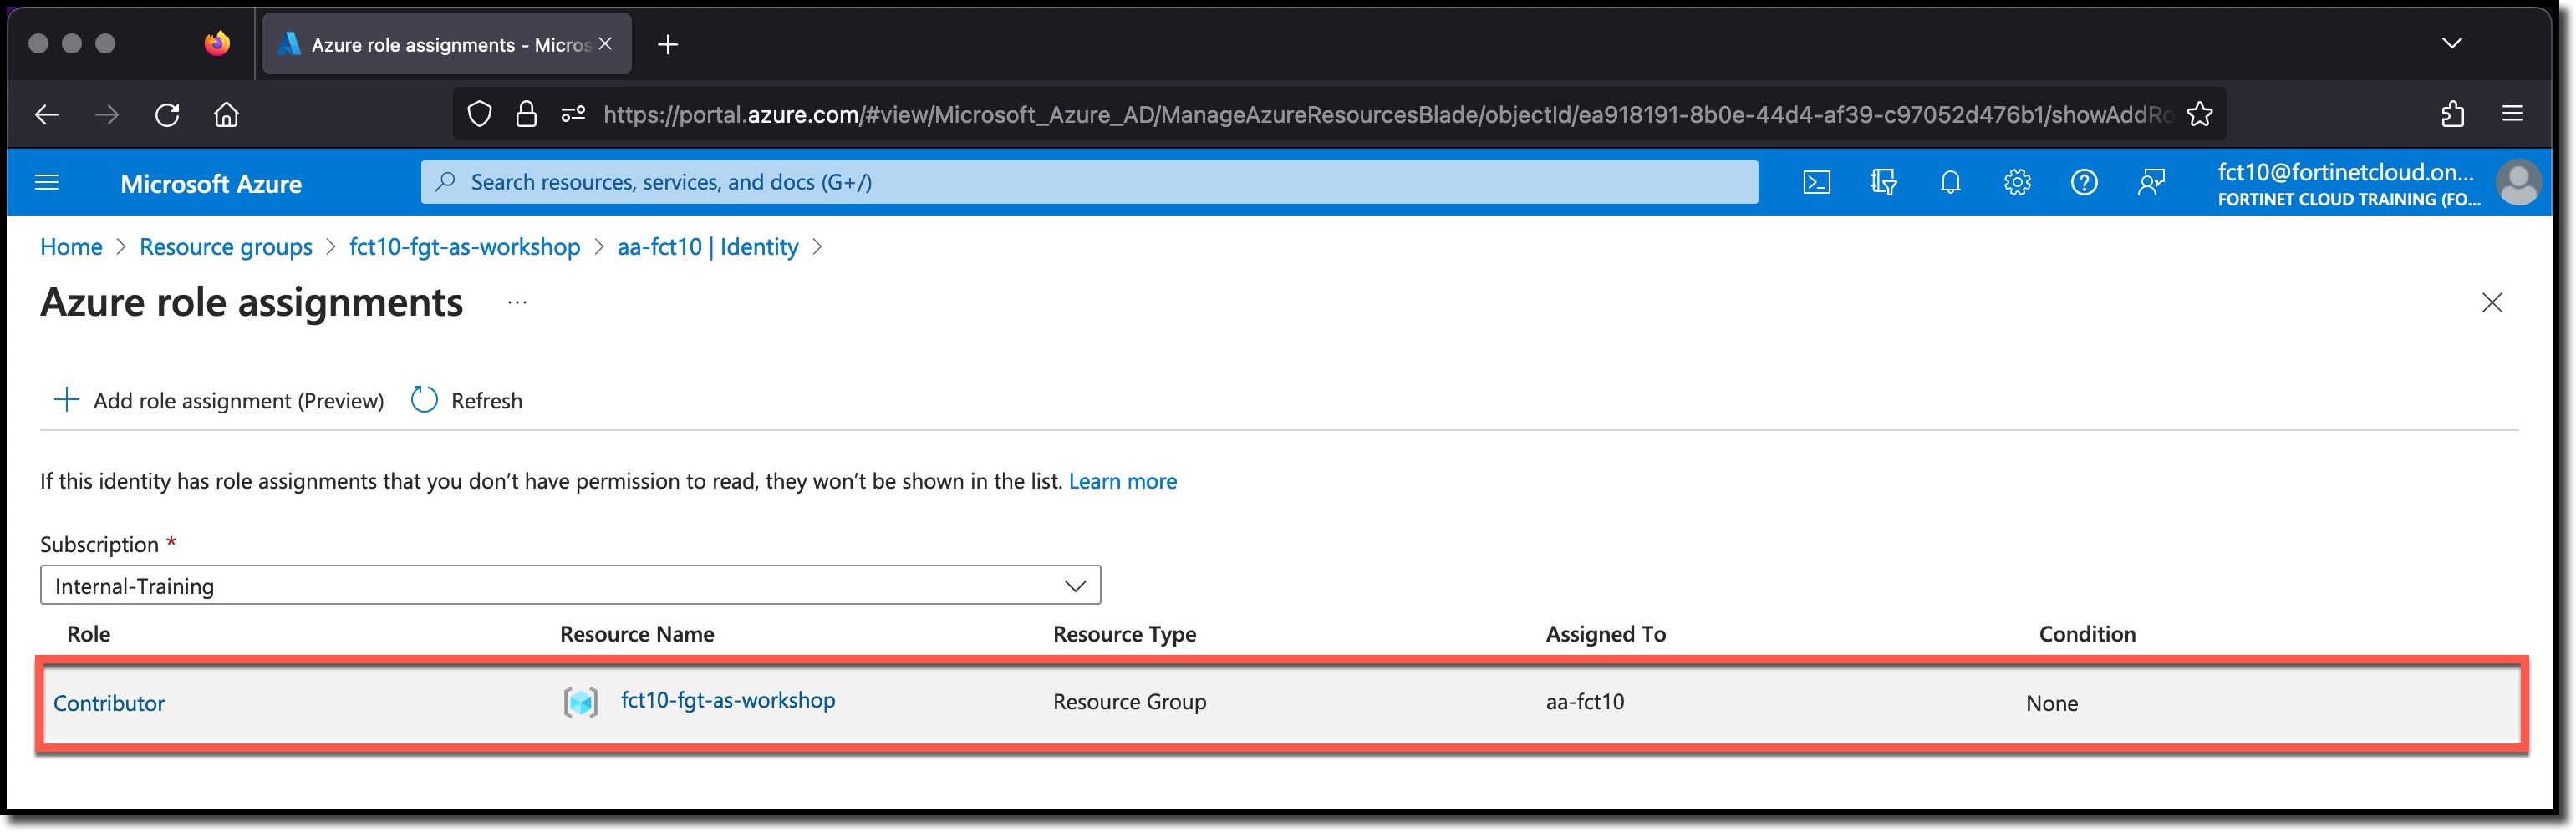 Azure role assignments - Micros
https://portal.azure.com/#view/Microsoft_Azure_AD/ManageAzureResourcesBlade/objectId/ea918191-8b0e-44d4-af39-c97052d476b1/showAddRo
Microsoft Azure
Search resources, services, and docs (G+/)
fct10@fortinetcloud.on...
FORTINET CLOUD TRAINING (FO...
Home > Resource groups > fct10-fgt-as-workshop > aa-fct10 | Identity >
Azure role assignments ...
+ Add role assignment (Preview) Refresh
If this identity has role assignments that you don’t have permission to read, they won’t be shown in the list. Learn more
Subscription *
Internal-Training
Role Resource Name Resource Type Assigned To Condition
Contributor fct10-fgt-as-workshop Resource Group aa-fct10 None